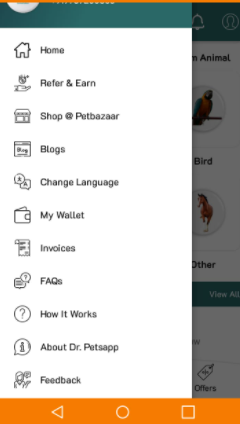 Home
Refer & Earn
Shop @ Petbazaar
Blogs
Change Language
My Wallet
Invoices
FAQs
How It Works
About Dr. Petsapp
Feedback
m Animal
Bird
Other
View All
Offers